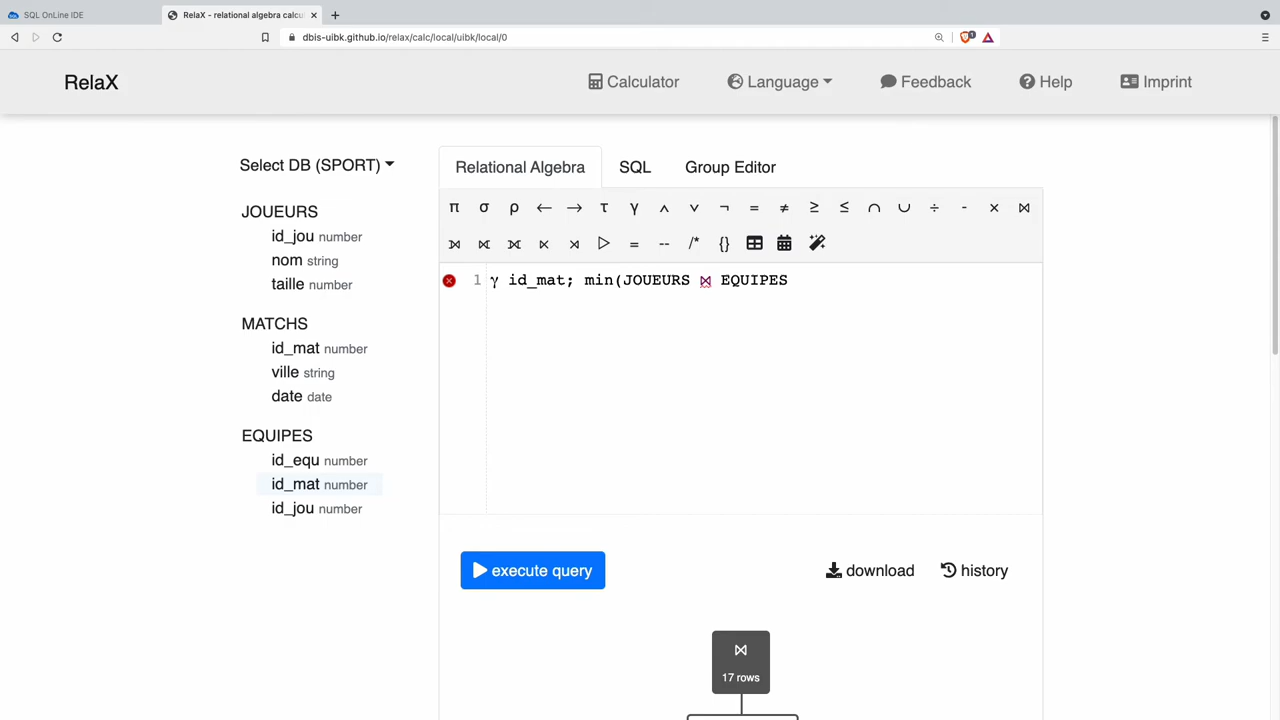 SQL OnLine IDE
RelaX - relational algebra calcu
dbis-uibk.github.io/relax/calc/local/uibk/local/0
1
RelaX
Calculator
Language
Feedback
Help
Imprint
Select DB (SPORT)
Relational Algebra
SQL
Group Editor
JOUEURS
id_jou number
nom string
taille number
MATCHS
id_mat number
ville string
date date
EQUIPES
id_equ number
id_mat number
id_jou number
π σ ρ ← → τ γ ∧ ∨ ¬ = ≠ ≥ ≤ ∩ ∪ ÷ - × ⋈
⟕ ⟖ ⟗ ⋉ ⋊ ▷ = -- /* {}
1 γ id_mat; min(JOUEURS ⋈ EQUIPES
execute query
download
history
⋈
17 rows